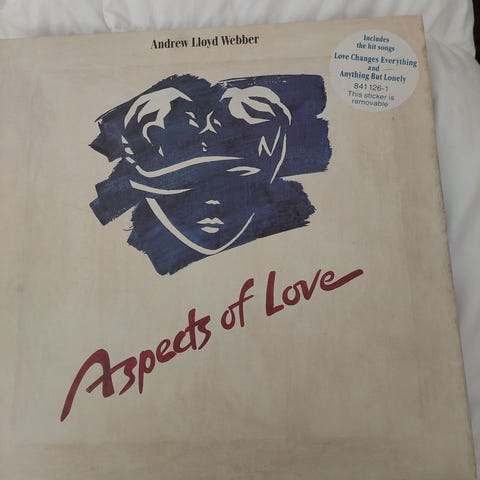 Andrew Lloyd Webber
Includes
the hit songs
Love Changes Everything
and
Anything But Lonely
841 126-1
This sticker is
removable
Aspects of Love